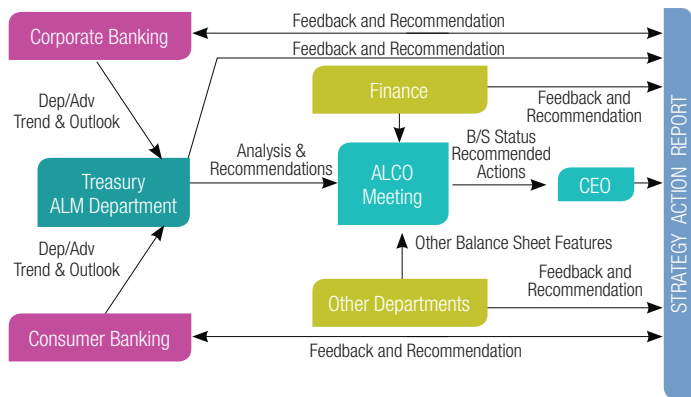 Corporate Banking
Feedback and Recommendation
Feedback and Recommendation
Dep/Adv
Trend & Outlook
Finance
Feedback and
Recommendation
Analysis &
Recommendations
B/S Status
Recommended
Actions
Treasury
ALM Department
ALCO
Meeting
CEO
STRATEGY ACTION REPORT
Dep/Adv
Trend & Outlook
Other Balance Sheet Features
Other Departments
Feedback and
Recommendation
Consumer Banking
Feedback and Recommendation